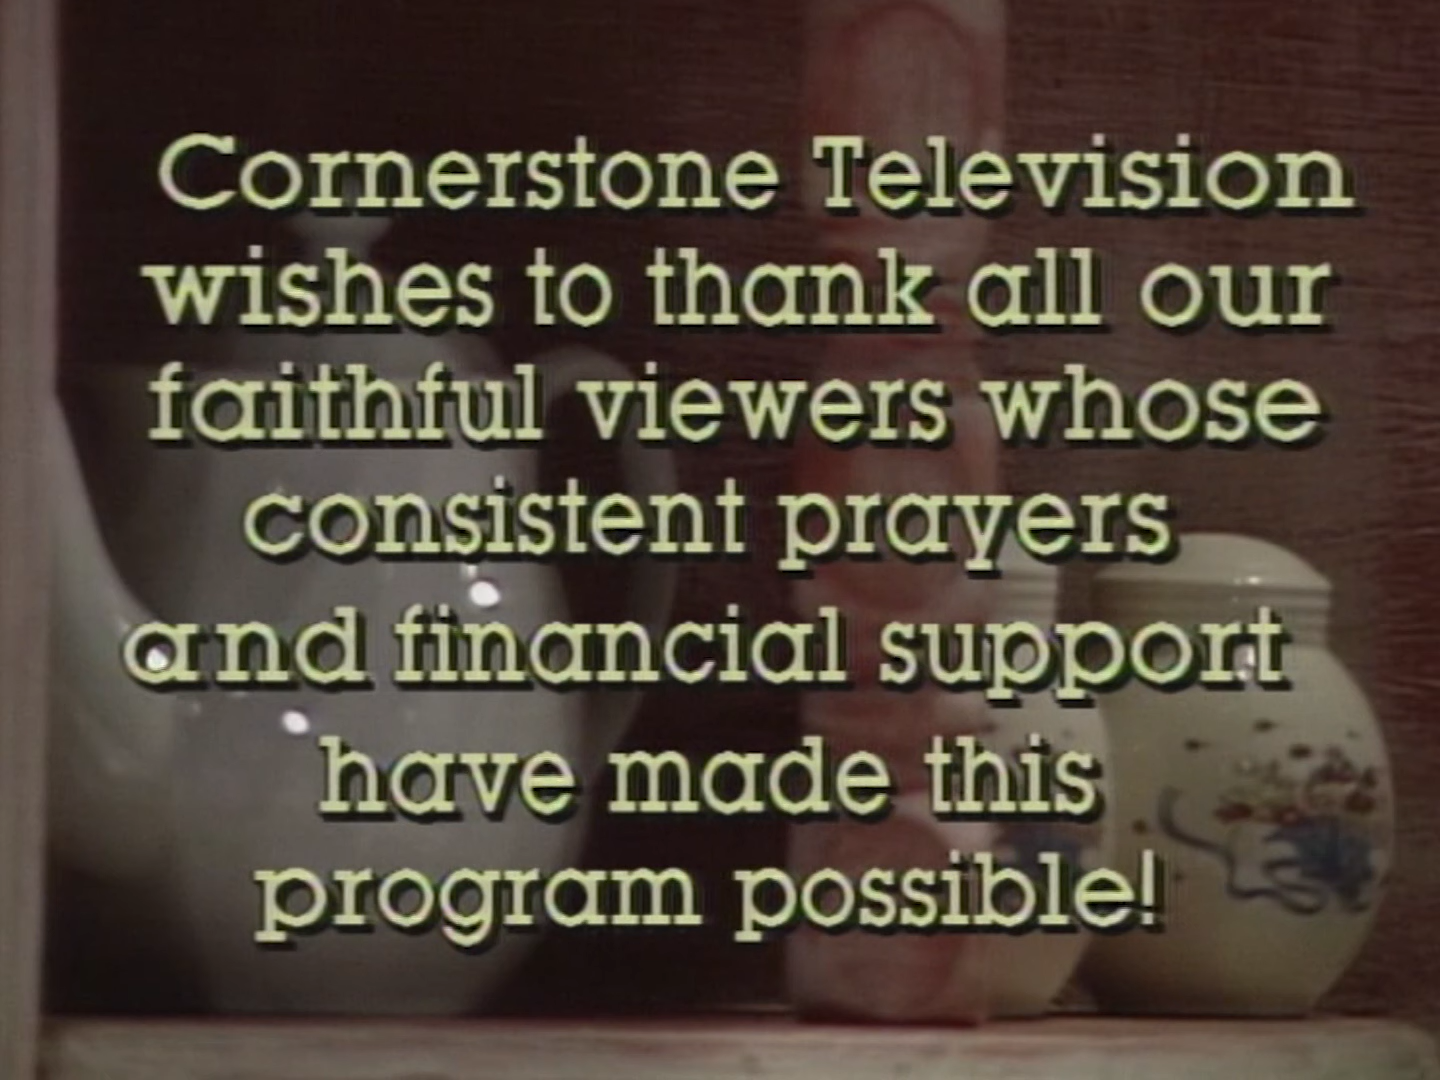 Cornerstone Television
wishes to thank all our
faithful viewers whose
consistent prayers
and financial support
have made this
program possible!